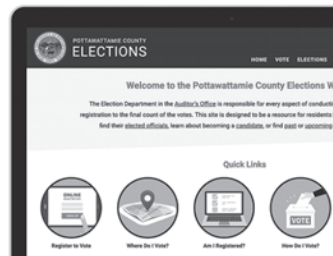 POTTAWATTAMIE COUNTY
ELECTIONS
HOME VOTE ELECTIONS
Welcome to the Pottawattamie County Elections W
The Election Department in the Auditor's Office is responsible for every aspect of conducti
registration to the final count of the votes. This site is designed to be a resource for residents
find their elected officials, learn about becoming a candidate, or find past or upcoming
Quick Links
ONLINE
VOTE
Register to Vote Where Do I Vote? Am I Registered? How Do I Vote?